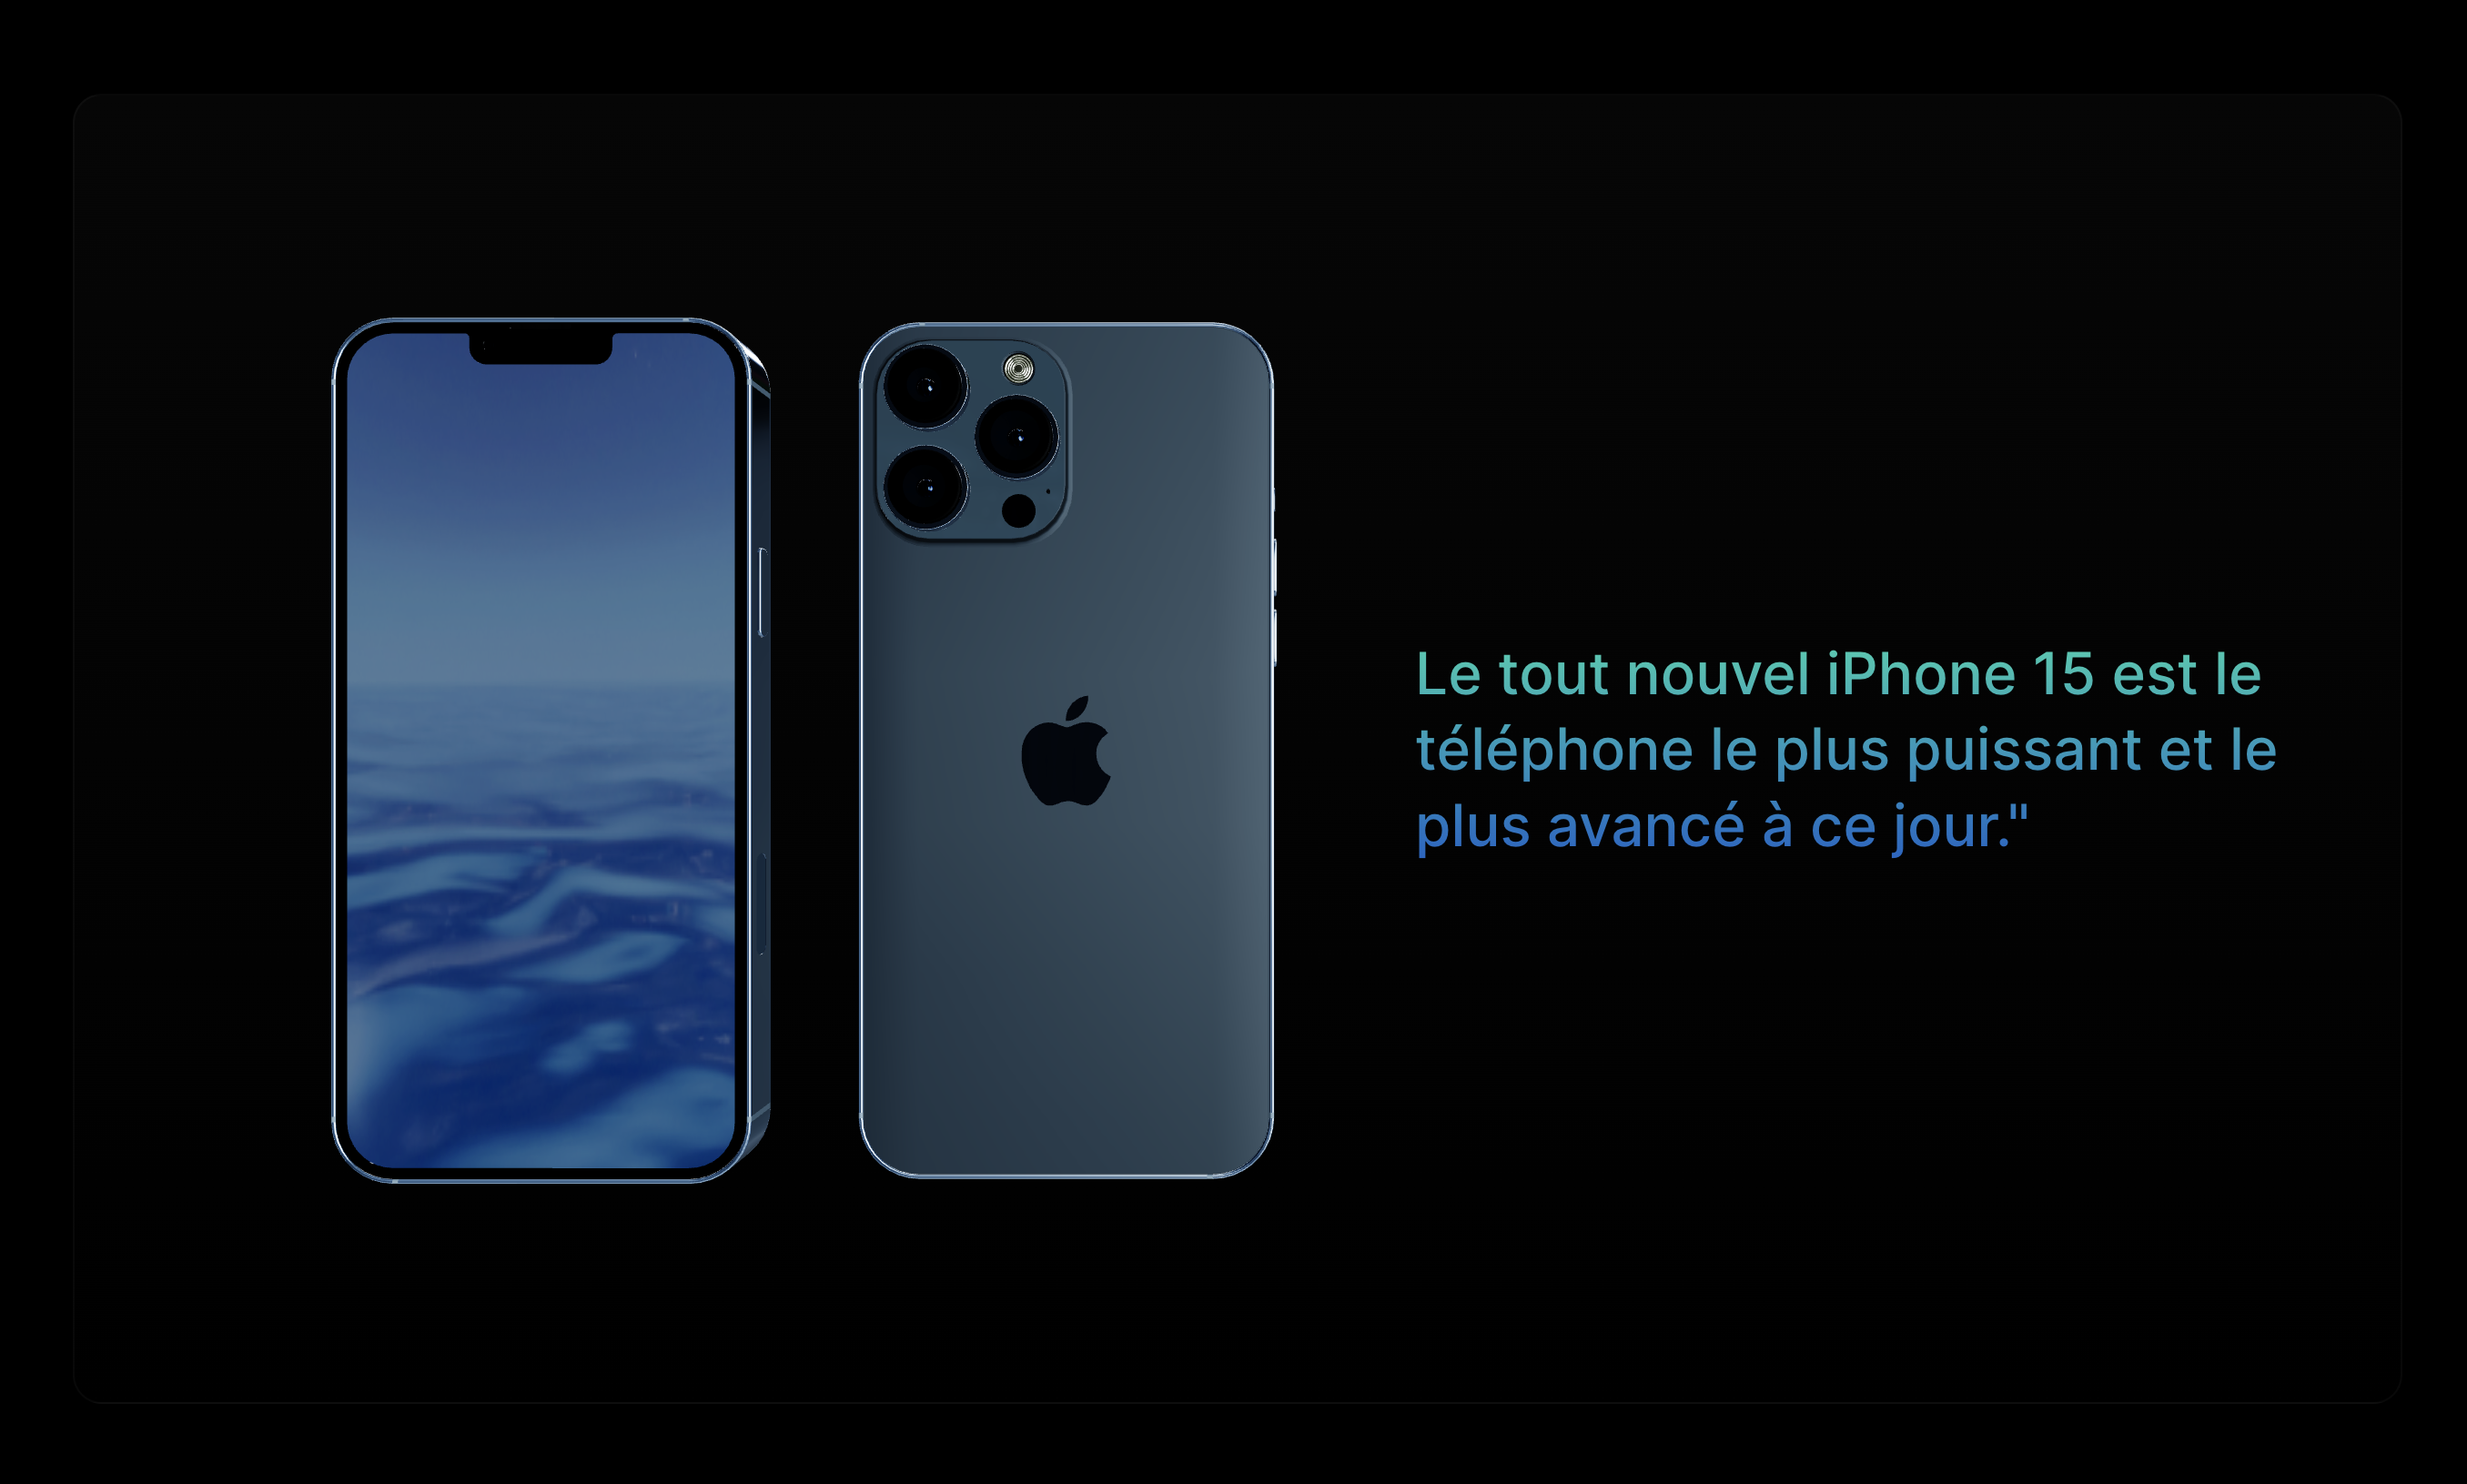 Le tout nouvel iPhone 15 est le
téléphone le plus puissant et le
plus avancé à ce jour."